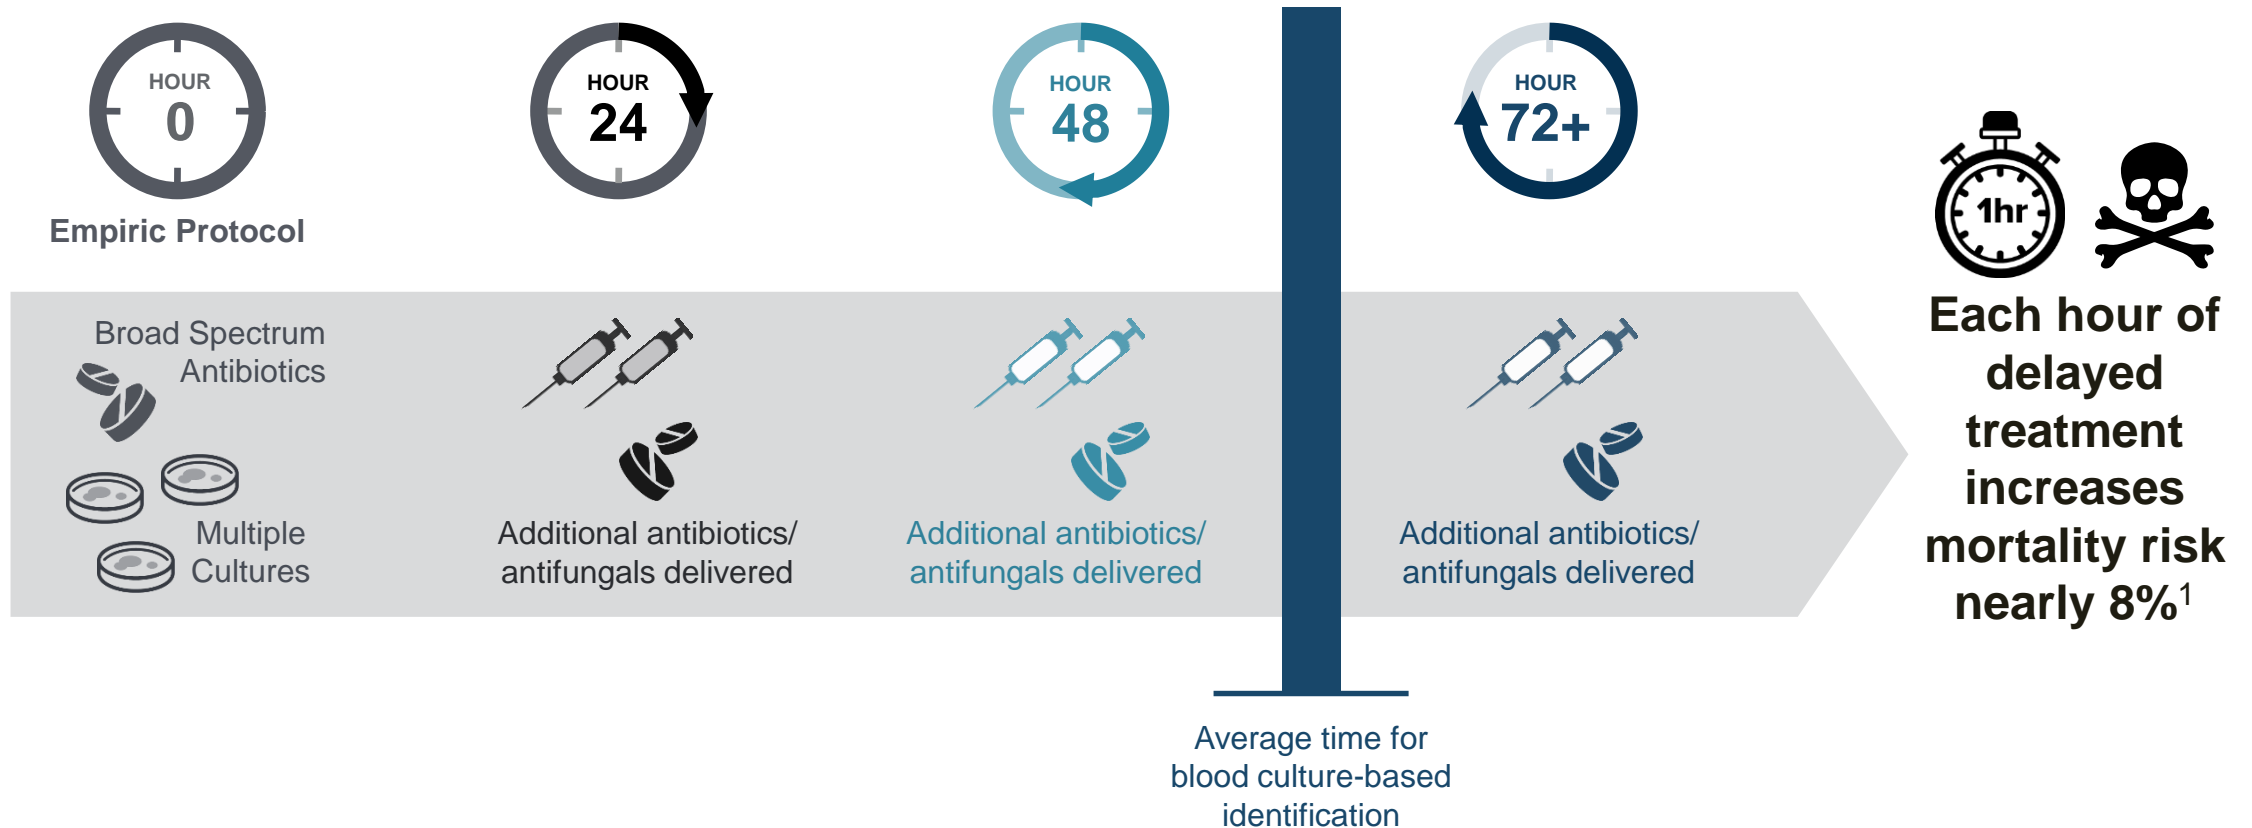 HOUR
0
Empiric Protocol
HOUR
24
HOUR
48
HOUR
72+
Broad Spectrum
Antibiotics
Multiple
Cultures
Additional antibiotics/
antifungals delivered
Additional antibiotics/
antifungals delivered
Additional antibiotics/
antifungals delivered
Average time for
blood culture-based
identification
1hr
Each hour of
delayed
treatment
increases
mortality risk
nearly 8%¹